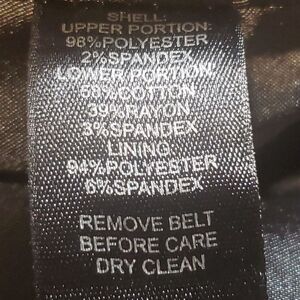 SHELL:
UPPER PORTION:
98%POLYESTER
2%SPANDEX
LOWER PORTION
58%COTTON
39%RAYON
3%SPANDEX
LINING:
94%POLYESTER
6%SPANDEX
REMOVE BELT
BEFORE CARE
DRY CLEAN